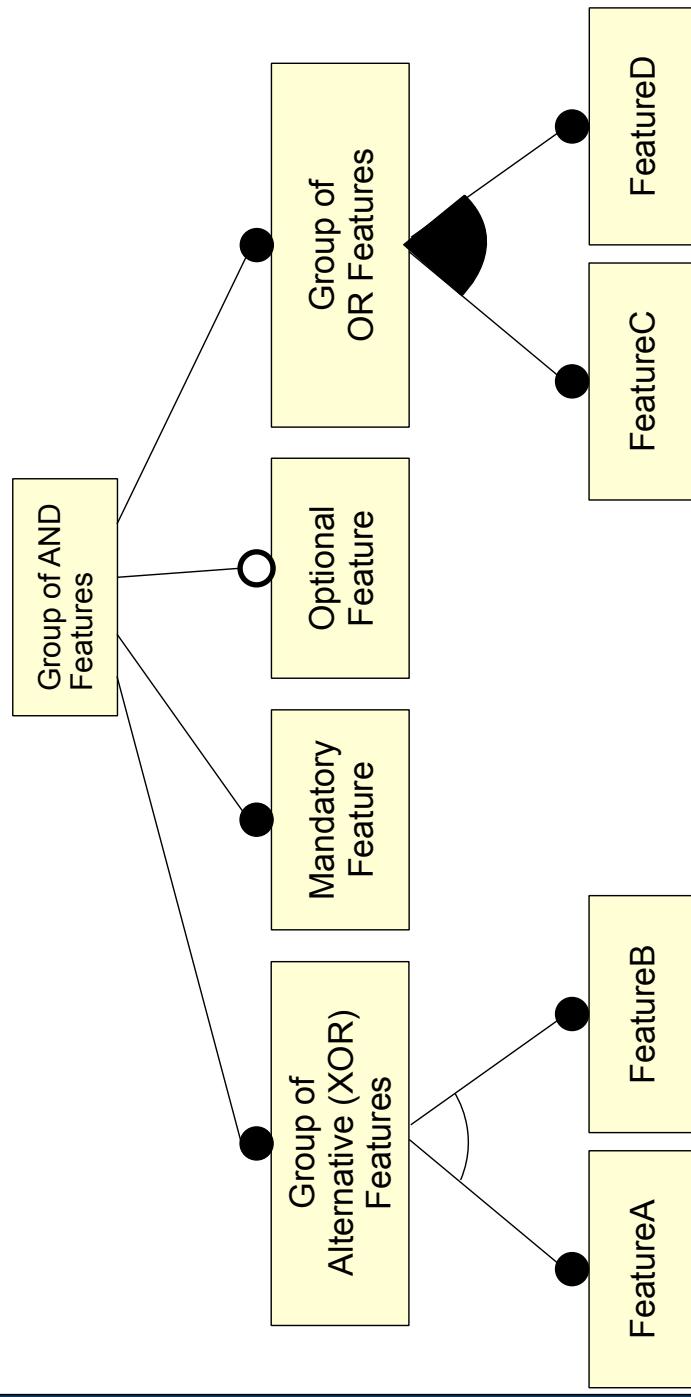 Group of AND
Features
Group of
Alternative (XOR)
Features
Mandatory
Feature
Optional
Feature
Group of
OR Features
FeatureA
FeatureB
FeatureC
FeatureD